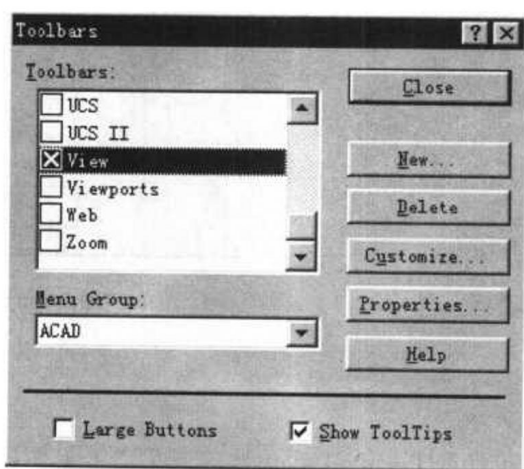 Toolbars
Toolbars:
UCS
UCS II
View
Viewports
Web
Zoom
Menu Group:
ACAD
Close
New...
Delete
Customize...
Properties...
Help
Large Buttons
Show ToolTips